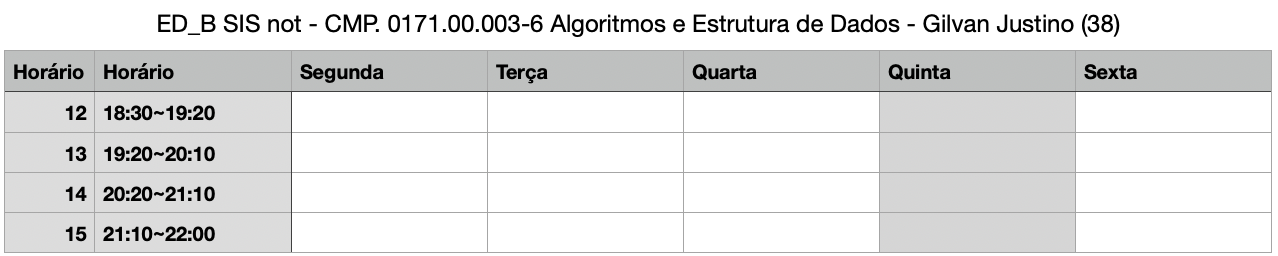 ED_B SIS not - CMP. 0171.00.003-6 Algoritmos e Estrutura de Dados - Gilvan Justino (38)
Horário Horário Segunda Terça Quarta Quinta Sexta
12 18:30~19:20
13 19:20~20:10
14 20:20~21:10
15 21:10~22:00